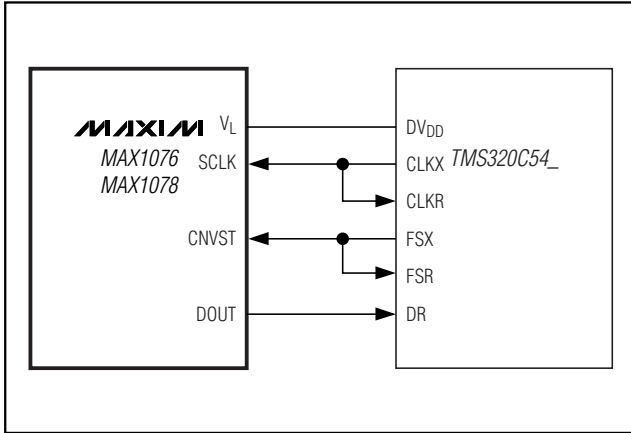 MAXIM VL DVDD
MAX1076 SCLK CLKX TMS320C54_
MAX1078 CLKR
CNVST FSX
FSR
DOUT DR